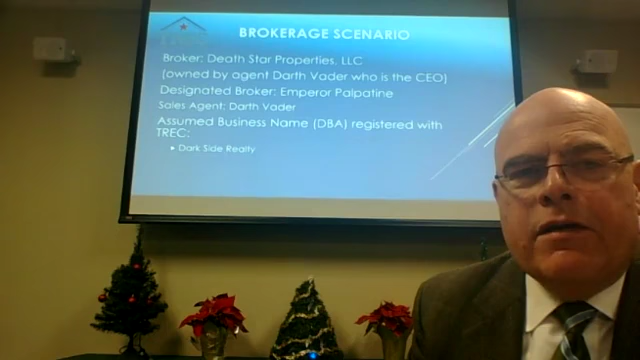 BROKERAGE SCENARIO
Broker: Death Star Properties, LLC
(owned by agent Darth Vader who is the CEO)
Designated Broker: Emperor Palpatine
Sales Agent: Darth Vader
Assumed Business Name (DBA) registered with
TREC:
Dark Side Realty